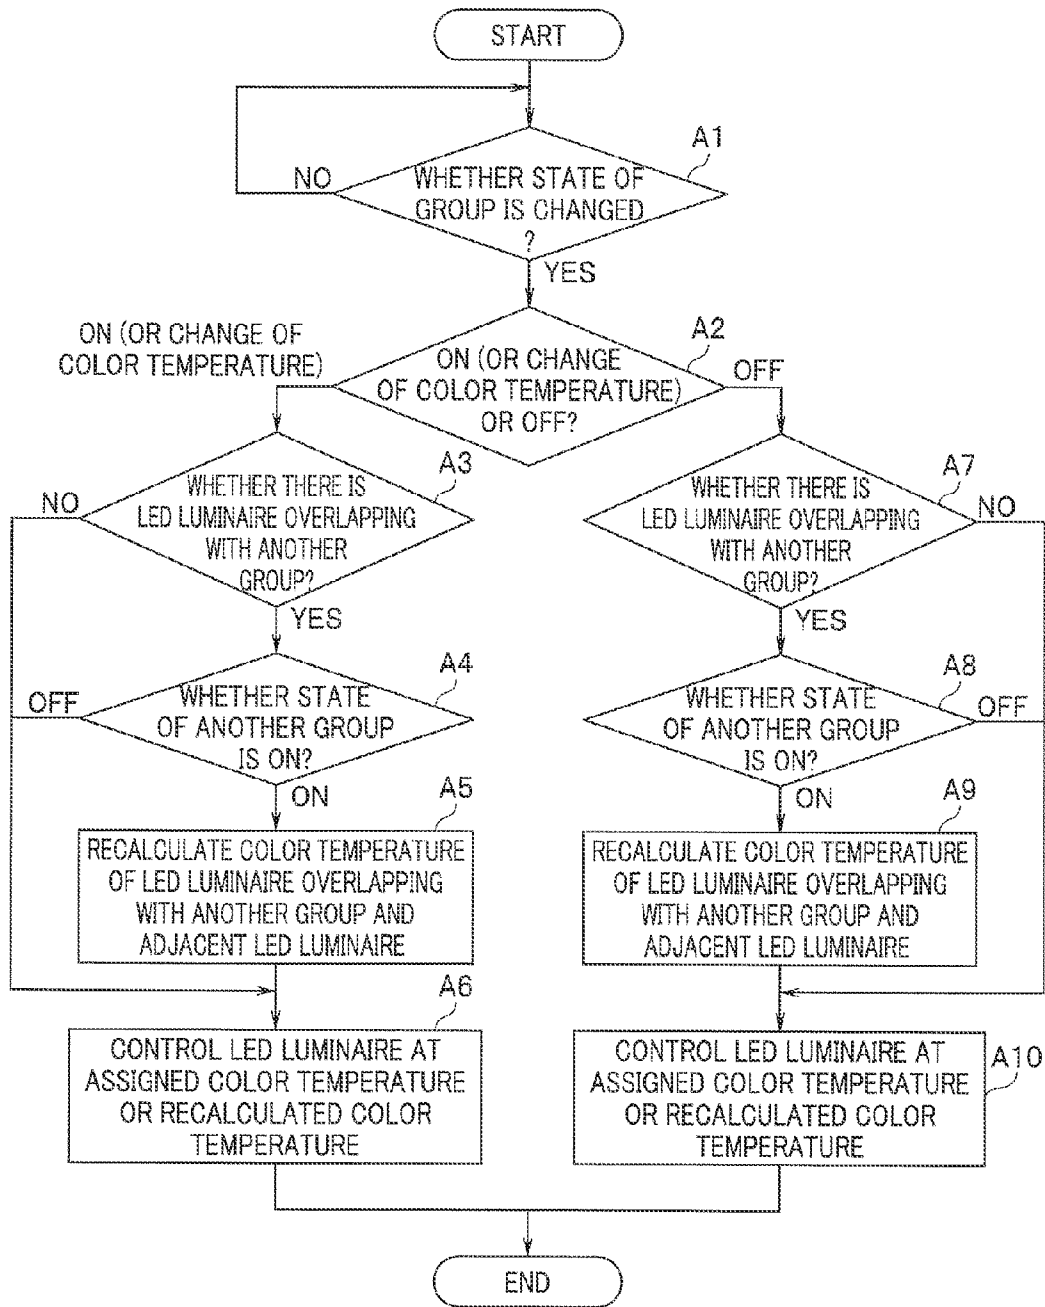 START
A1
NO
WHETHER STATE OF
GROUP IS CHANGED
?
YES
ON (OR CHANGE OF
COLOR TEMPERATURE)
A2
ON (OR CHANGE
OF COLOR TEMPERATURE)
OR OFF?
OFF
A3
NO
WHETHER THERE IS
LED LUMINAIRE OVERLAPPING
WITH ANOTHER
GROUP?
YES
A4
OFF
WHETHER STATE
OF ANOTHER GROUP
IS ON?
ON
A5
RECALCULATE COLOR TEMPERATURE
OF LED LUMINAIRE OVERLAPPING
WITH ANOTHER GROUP AND
ADJACENT LED LUMINAIRE
A6
CONTROL LED LUMINAIRE AT
ASSIGNED COLOR TEMPERATURE
OR RECALCULATED COLOR
TEMPERATURE
A7
NO
WHETHER THERE IS
LED LUMINAIRE OVERLAPPING
WITH ANOTHER
GROUP?
YES
A8
OFF
WHETHER STATE
OF ANOTHER GROUP
IS ON?
ON
A9
RECALCULATE COLOR TEMPERATURE
OF LED LUMINAIRE OVERLAPPING
WITH ANOTHER GROUP AND
ADJACENT LED LUMINAIRE
A10
CONTROL LED LUMINAIRE AT
ASSIGNED COLOR TEMPERATURE
OR RECALCULATED COLOR
TEMPERATURE
END